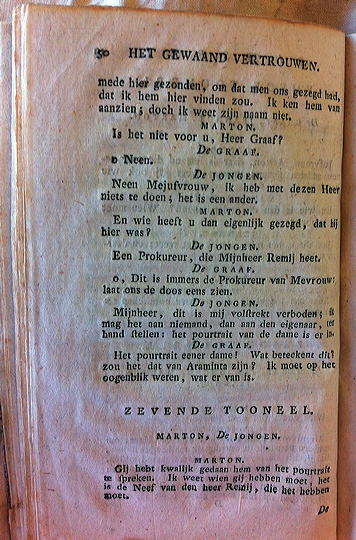 50 HET GEWAAND VERTROUWEN.
mede hier gezonden, om dat men ons gezegd had,
dat ik hem hier vinden zou. Ik ken hem van
aanzien; doch ik weet zijn naam niet.
MARTON.
Is het niet voor u, Heer Graaf?
De GRAAF.
o Neen.
De JONGEN.
Neen Mejufvrouw, ik heb met dezen Heer
niets te doen; het is een ander.
MARTON.
En wie heeft u dan eigenlijk gezegd, dat hij
hier was?
De JONGEN.
Een Prokureur, die Mijnheer Remij heet.
De GRAAF.
o, Dit is immers de Prokureur van Mevrouw:
laat ons de doos eens zien.
De JONGEN.
Mijnheer, dit is mij volstrekt verboden; ik
mag het aan niemand, dan aan den eigenaar, ter
hand stellen: het pourtrait van de dame is er in.
De GRAAF.
Het pourtrait eener dame! Wat beteekent dit?
zou het dat van Araminta zijn? Ik moet op het
oogenblik weten, wat er van is.
ZEVENDE TOONEEL.
MARTON, De JONGEN.
MARTON.
Gij hebt kwalijk gedaan hem van het pourtrait
te spreken. Ik weet wien gij hebben moet, het
is de Neef van den heer Remij, die het hebben
moet.
De